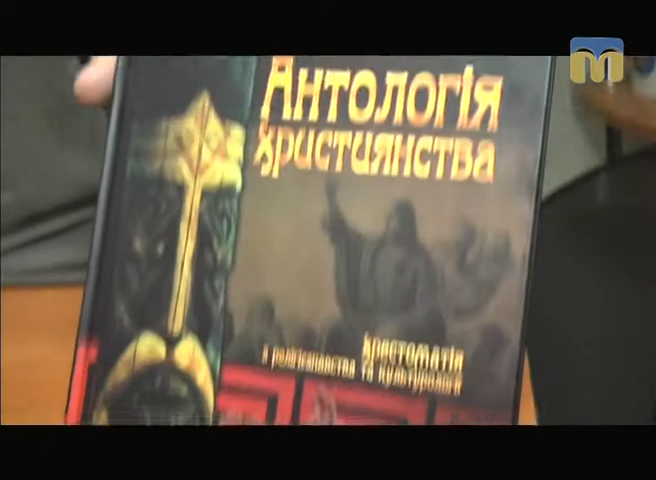 Антологія
християнства
хрестоматія
з релігієзнавства та культурології